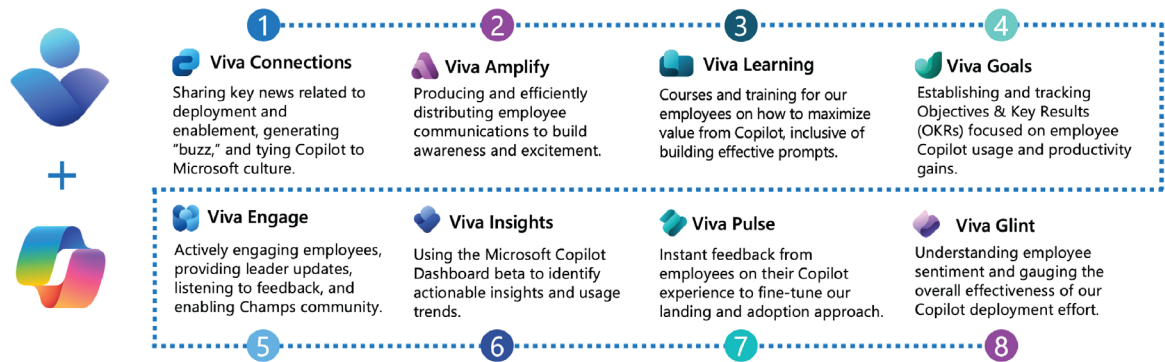 1
Viva Connections
Sharing key news related to
deployment and
enablement, generating
“buzz,” and tying Copilot to
Microsoft culture.
2
Viva Amplify
Producing and efficiently
distributing employee
communications to build
awareness and excitement.
3
Viva Learning
Courses and training for our
employees on how to maximize
value from Copilot, inclusive of
building effective prompts.
4
Viva Goals
Establishing and tracking
Objectives & Key Results
(OKRs) focused on employee
Copilot usage and productivity
gains.
+
Viva Engage
Actively engaging employees,
providing leader updates,
listening to feedback, and
enabling Champs community.
5
Viva Insights
Using the Microsoft Copilot
Dashboard beta to identify
actionable insights and usage
trends.
6
Viva Pulse
Instant feedback from
employees on their Copilot
experience to fine-tune our
landing and adoption approach.
7
Viva Glint
Understanding employee
sentiment and gauging the
overall effectiveness of our
Copilot deployment effort.
8